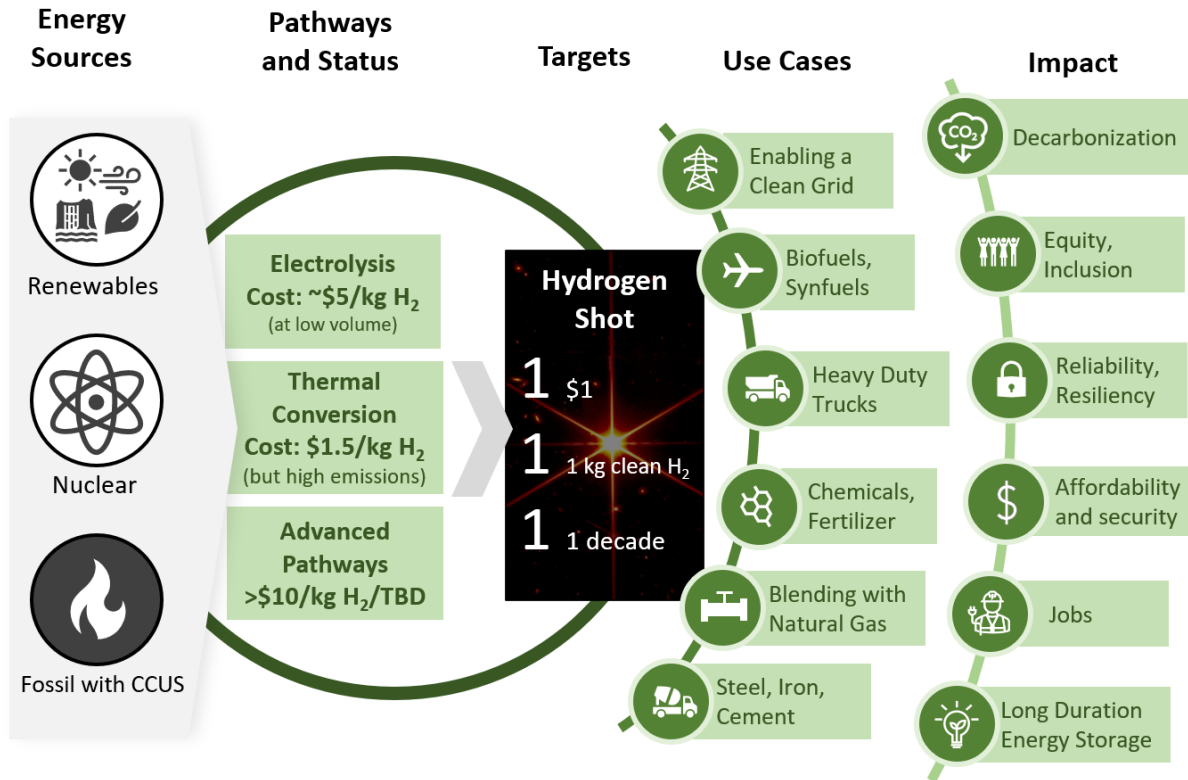 Energy
Sources
Pathways
and Status
Targets
Use Cases
Impact
Renewables
Nuclear
Fossil with CCUS
Electrolysis
Cost: ~$5/kg H₂
(at low volume)
Thermal
Conversion
Cost: $1.5/kg H₂
(but high emissions)
Advanced
Pathways
>$10/kg H₂/TBD
Hydrogen
Shot
1 $1
1 1 kg clean H₂
1 1 decade
Enabling a
Clean Grid
Biofuels,
Synfuels
Heavy Duty
Trucks
Chemicals,
Fertilizer
Blending with
Natural Gas
Steel, Iron,
Cement
CO₂
Decarbonization
Equity,
Inclusion
Reliability,
Resiliency
$
Affordability
and security
Jobs
Long Duration
Energy Storage